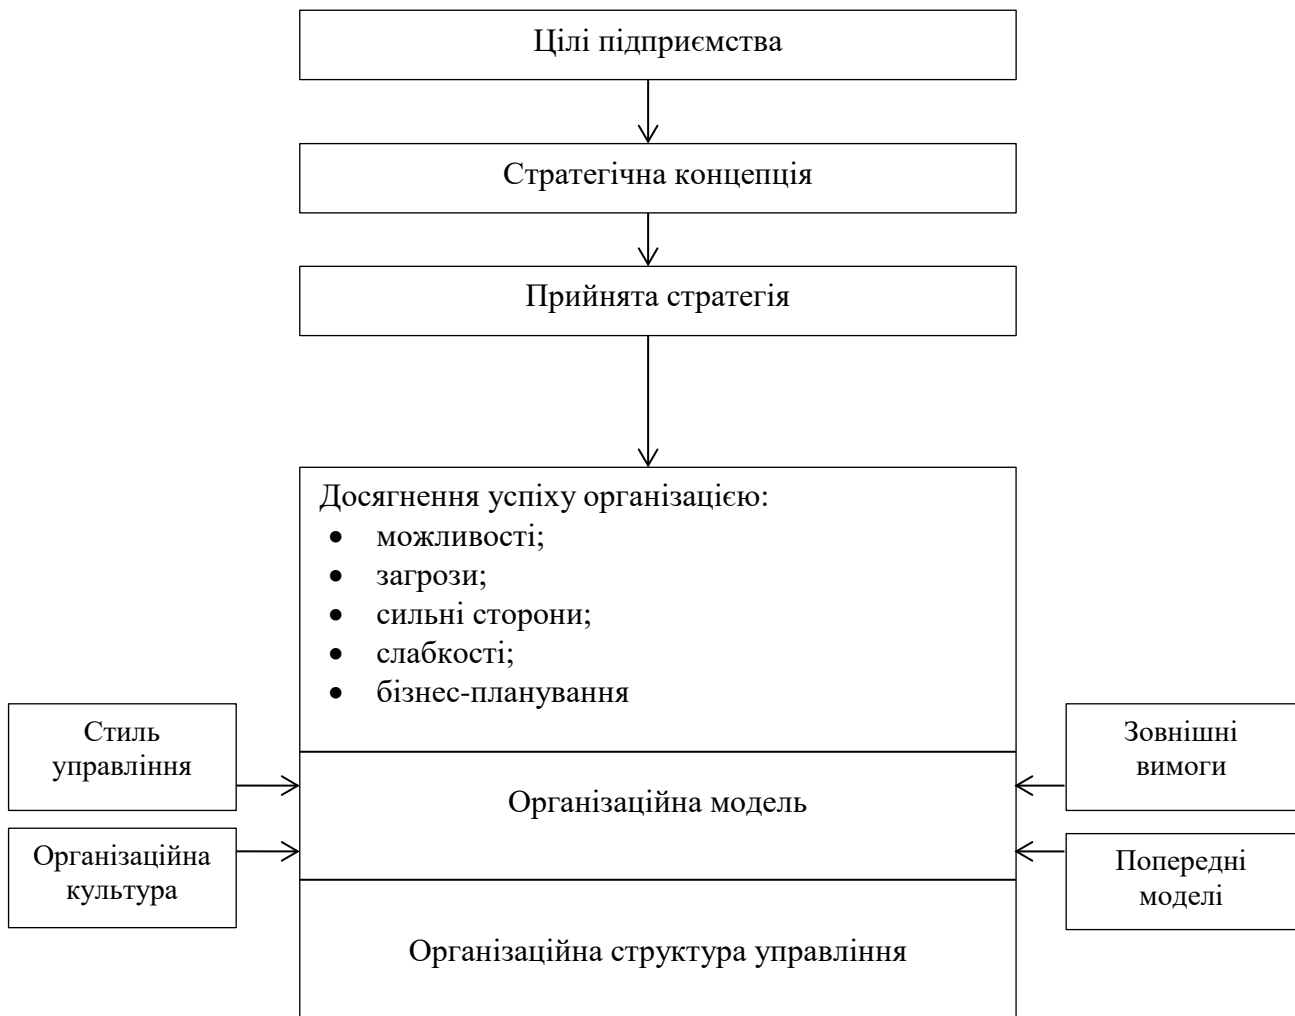 Цілі підприємства
Стратегічна концепція
Прийнята стратегія
Досягнення успіху організацією:
• можливості;
• загрози;
• сильні сторони;
• слабкості;
• бізнес-планування
Стиль
управління
Зовнішні
вимоги
Організаційна модель
Організаційна
культура
Попередні
моделі
Організаційна структура управління